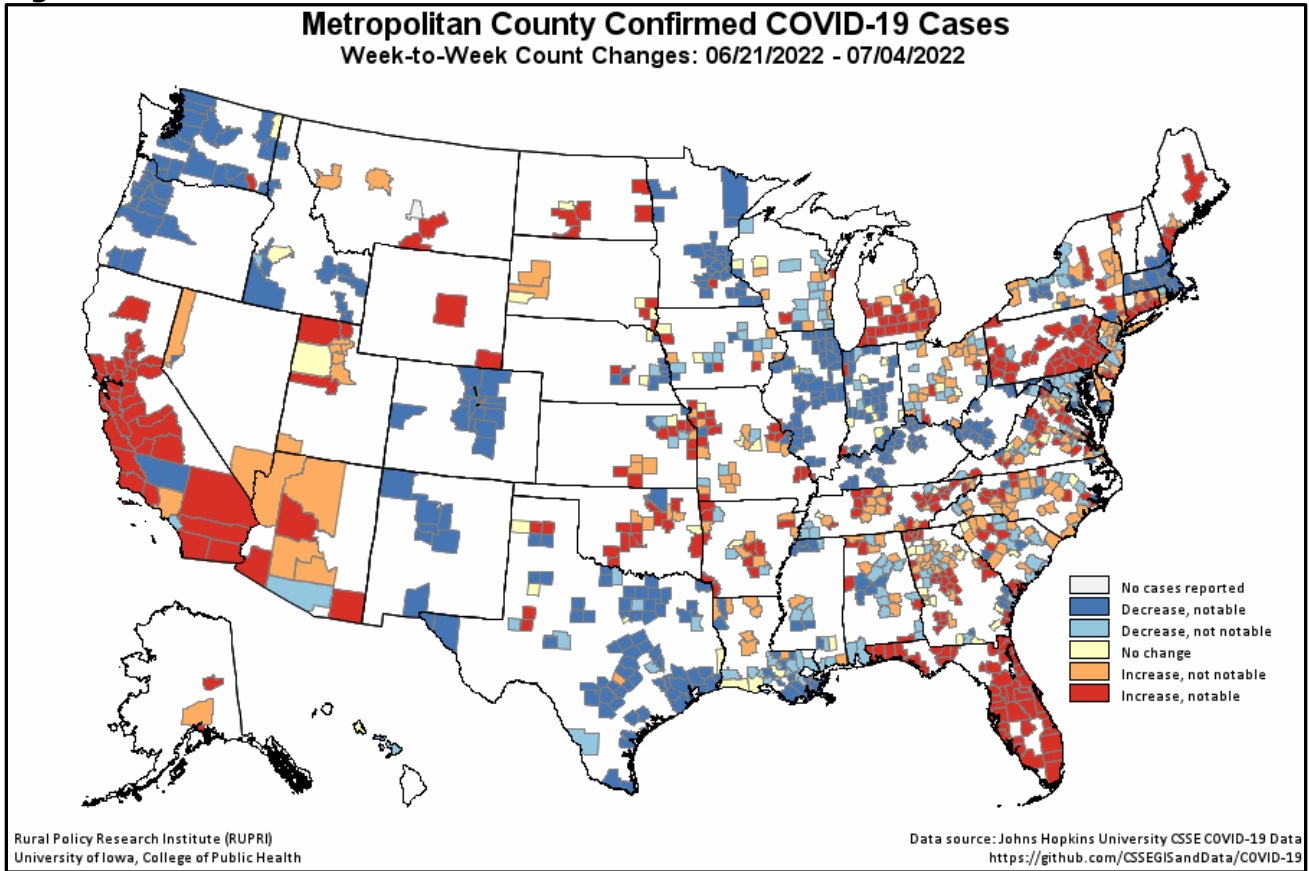 Metropolitan County Confirmed COVID-19 Cases
Week-to-Week Count Changes: 06/21/2022 - 07/04/2022
No cases reported
Decrease, notable
Decrease, not notable
No change
Increase, not notable
Increase, notable
Rural Policy Research Institute (RUPRI)
University of Iowa, College of Public Health
Data source: Johns Hopkins University CSSE COVID-19 Data
https://github.com/CSSEGISandData/COVID-19